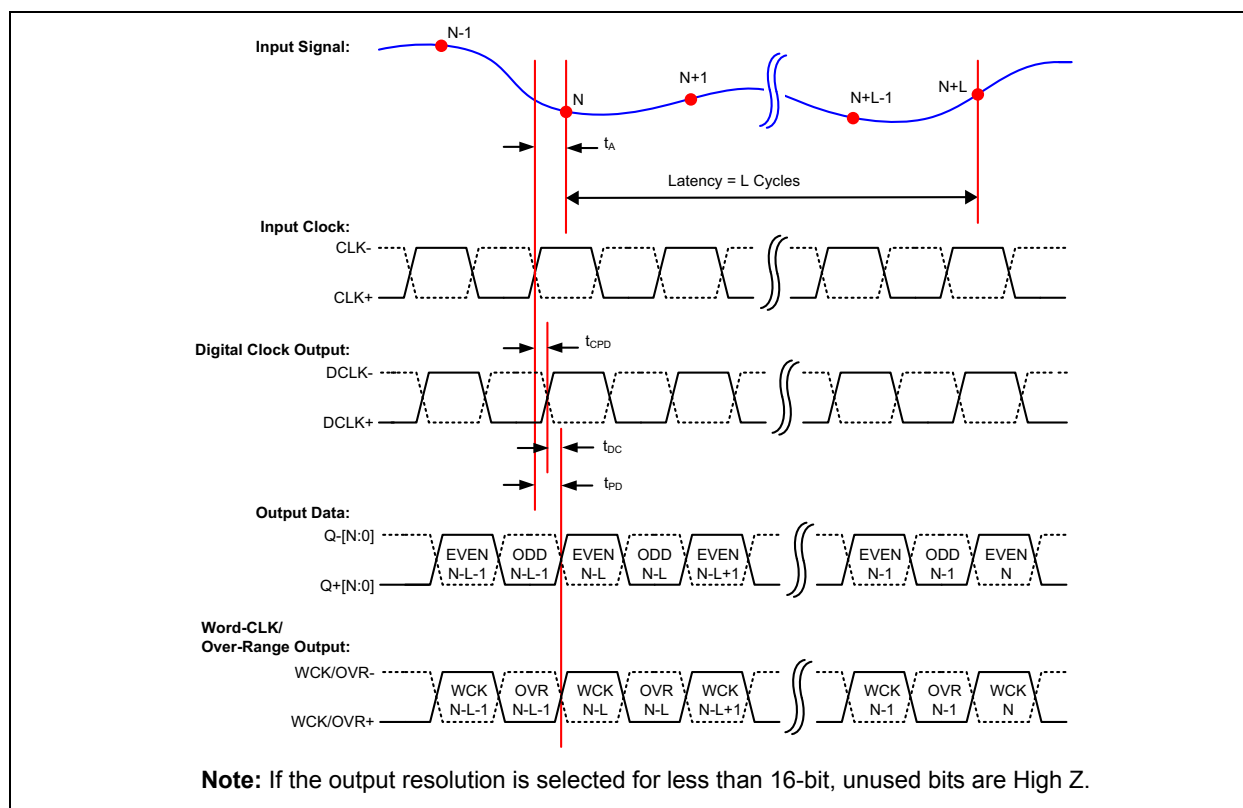 Input Signal:
N-1
N
N+1
N+L-1
N+L
tA
Latency = L Cycles
Input Clock:
CLK-
CLK+
tCPD
Digital Clock Output:
DCLK-
DCLK+
tDC
tPD
Output Data:
Q-[N:0]
Q+[N:0]
EVEN ODD EVEN ODD EVEN EVEN ODD EVEN
N-L-1 N-L-1 N-L N-L N-L+1 N-1 N-1 N
Word-CLK/
Over-Range Output:
WCK/OVR-
WCK/OVR+
WCK OVR WCK OVR WCK WCK OVR WCK
N-L-1 N-L-1 N-L N-L N-L+1 N-1 N-1 N
Note: If the output resolution is selected for less than 16-bit, unused bits are High Z.